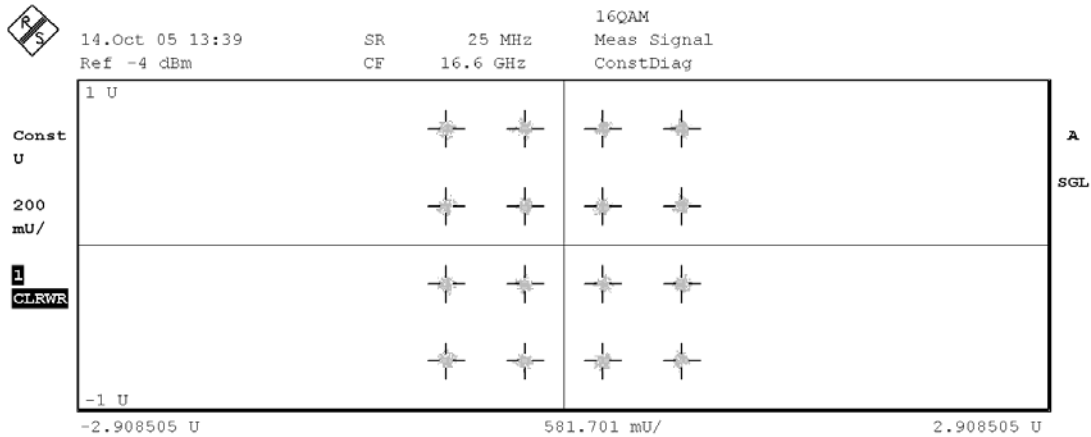 R
S
16QAM
14.Oct 05 13:39 SR 25 MHz Meas Signal
Ref -4 dBm CF 16.6 GHz ConstDiag
1 U
Const
U
200
mU/
1
CLRWR
A
SGL
-1 U
-2.908505 U 581.701 mU/ 2.908505 U